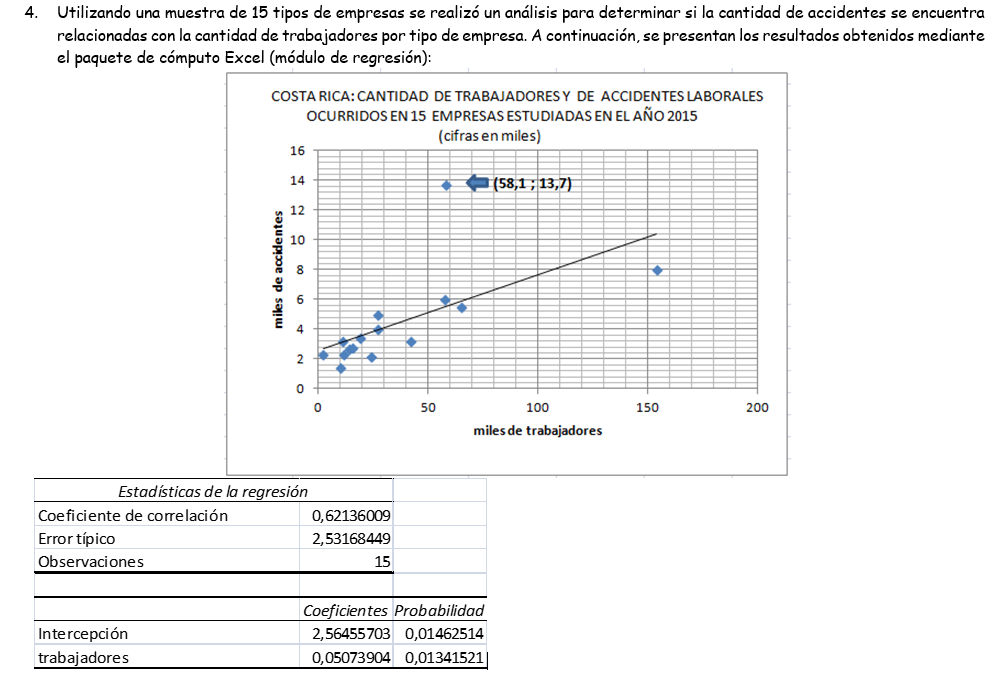 4. Utilizando una muestra de 15 tipos de empresas se realizó un análisis para determinar si la cantidad de accidentes se encuentra
relacionadas con la cantidad de trabajadores por tipo de empresa. A continuación, se presentan los resultados obtenidos mediante
el paquete de cómputo Excel (módulo de regresión):
COSTA RICA: CANTIDAD DE TRABAJADORES Y DE ACCIDENTES LABORALES
OCURRIDOS EN 15 EMPRESAS ESTUDIADAS EN EL AÑO 2015
(cifras en miles)
16
14
(58,1 ; 13,7)
12
10
8
6
4
2
0
miles de accidentes
0 50 100 150 200
miles de trabajadores
Estadísticas de la regresión
Coeficiente de correlación 0,62136009
Error típico 2,53168449
Observaciones 15
Coeficientes Probabilidad
Intercepción 2,56455703 0,01462514
trabajadores 0,05073904 0,01341521